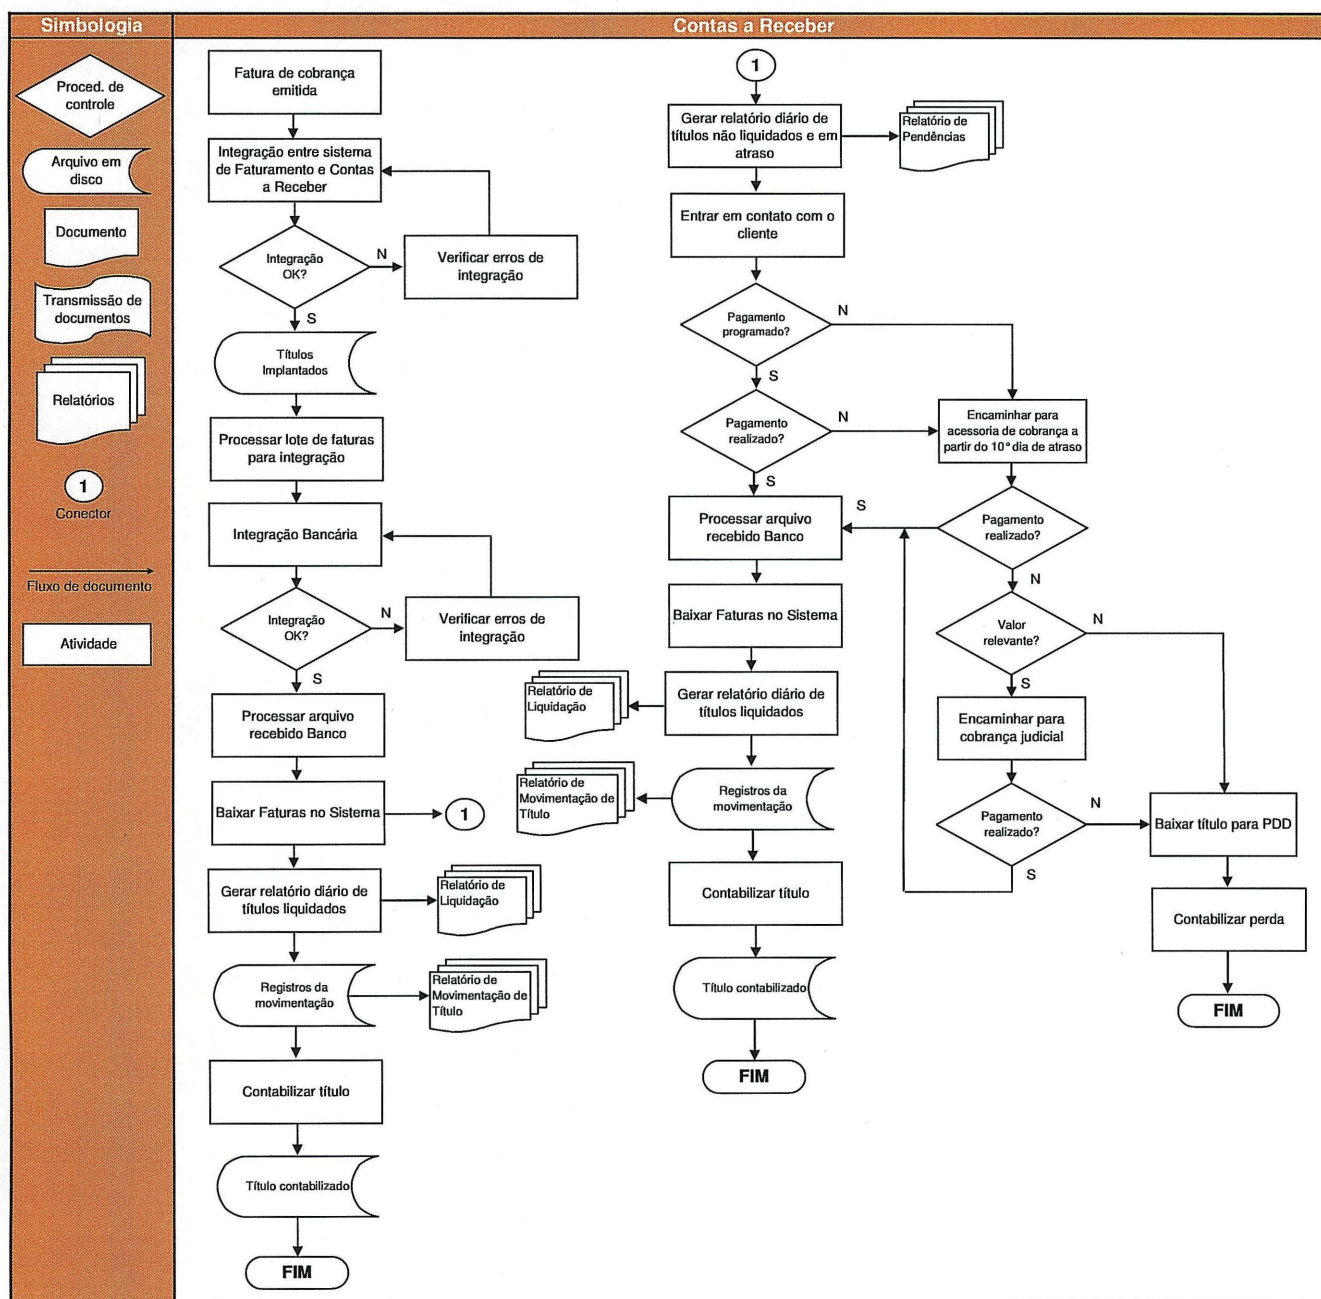 Simbologia
Contas a Receber
Proced. de
controle
Arquivo em
disco
Documento
Transmissão de
documentos
Relatórios
1
Conector
Fluxo de documento
Atividade
Fatura de cobrança
emitida
Integração entre sistema
de Faturamento e Contas
a Receber
Integração
OK?
N
Verificar erros de
integração
S
Títulos
Implantados
Processar lote de faturas
para integração
Integração Bancária
Integração
OK?
N
Verificar erros de
integração
S
Processar arquivo
recebido Banco
Baixar Faturas no Sistema
1
Gerar relatório diário de
títulos liquidados
Relatório de
Liquidação
Registros da
movimentação
Relatório de
Movimentação de
Título
Contabilizar título
Título contabilizado
FIM
1
Gerar relatório diário de
títulos não liquidados e em
atraso
Relatório de
Pendências
Entrar em contato com o
cliente
Pagamento
programado?
N
S
Pagamento
realizado?
N
Encaminhar para
acessoria de cobrança a
partir do 10° dia de atraso
S
Processar arquivo
recebido Banco
S
Pagamento
realizado?
N
Baixar Faturas no Sistema
Valor
relevante?
N
S
Relatório de
Liquidação
Gerar relatório diário de
títulos liquidados
Encaminhar para
cobrança judicial
Relatório de
Movimentação de
Título
Registros da
movimentação
Pagamento
realizado?
N
Baixar título para PDD
S
Contabilizar título
Contabilizar perda
Título contabilizado
FIM
FIM